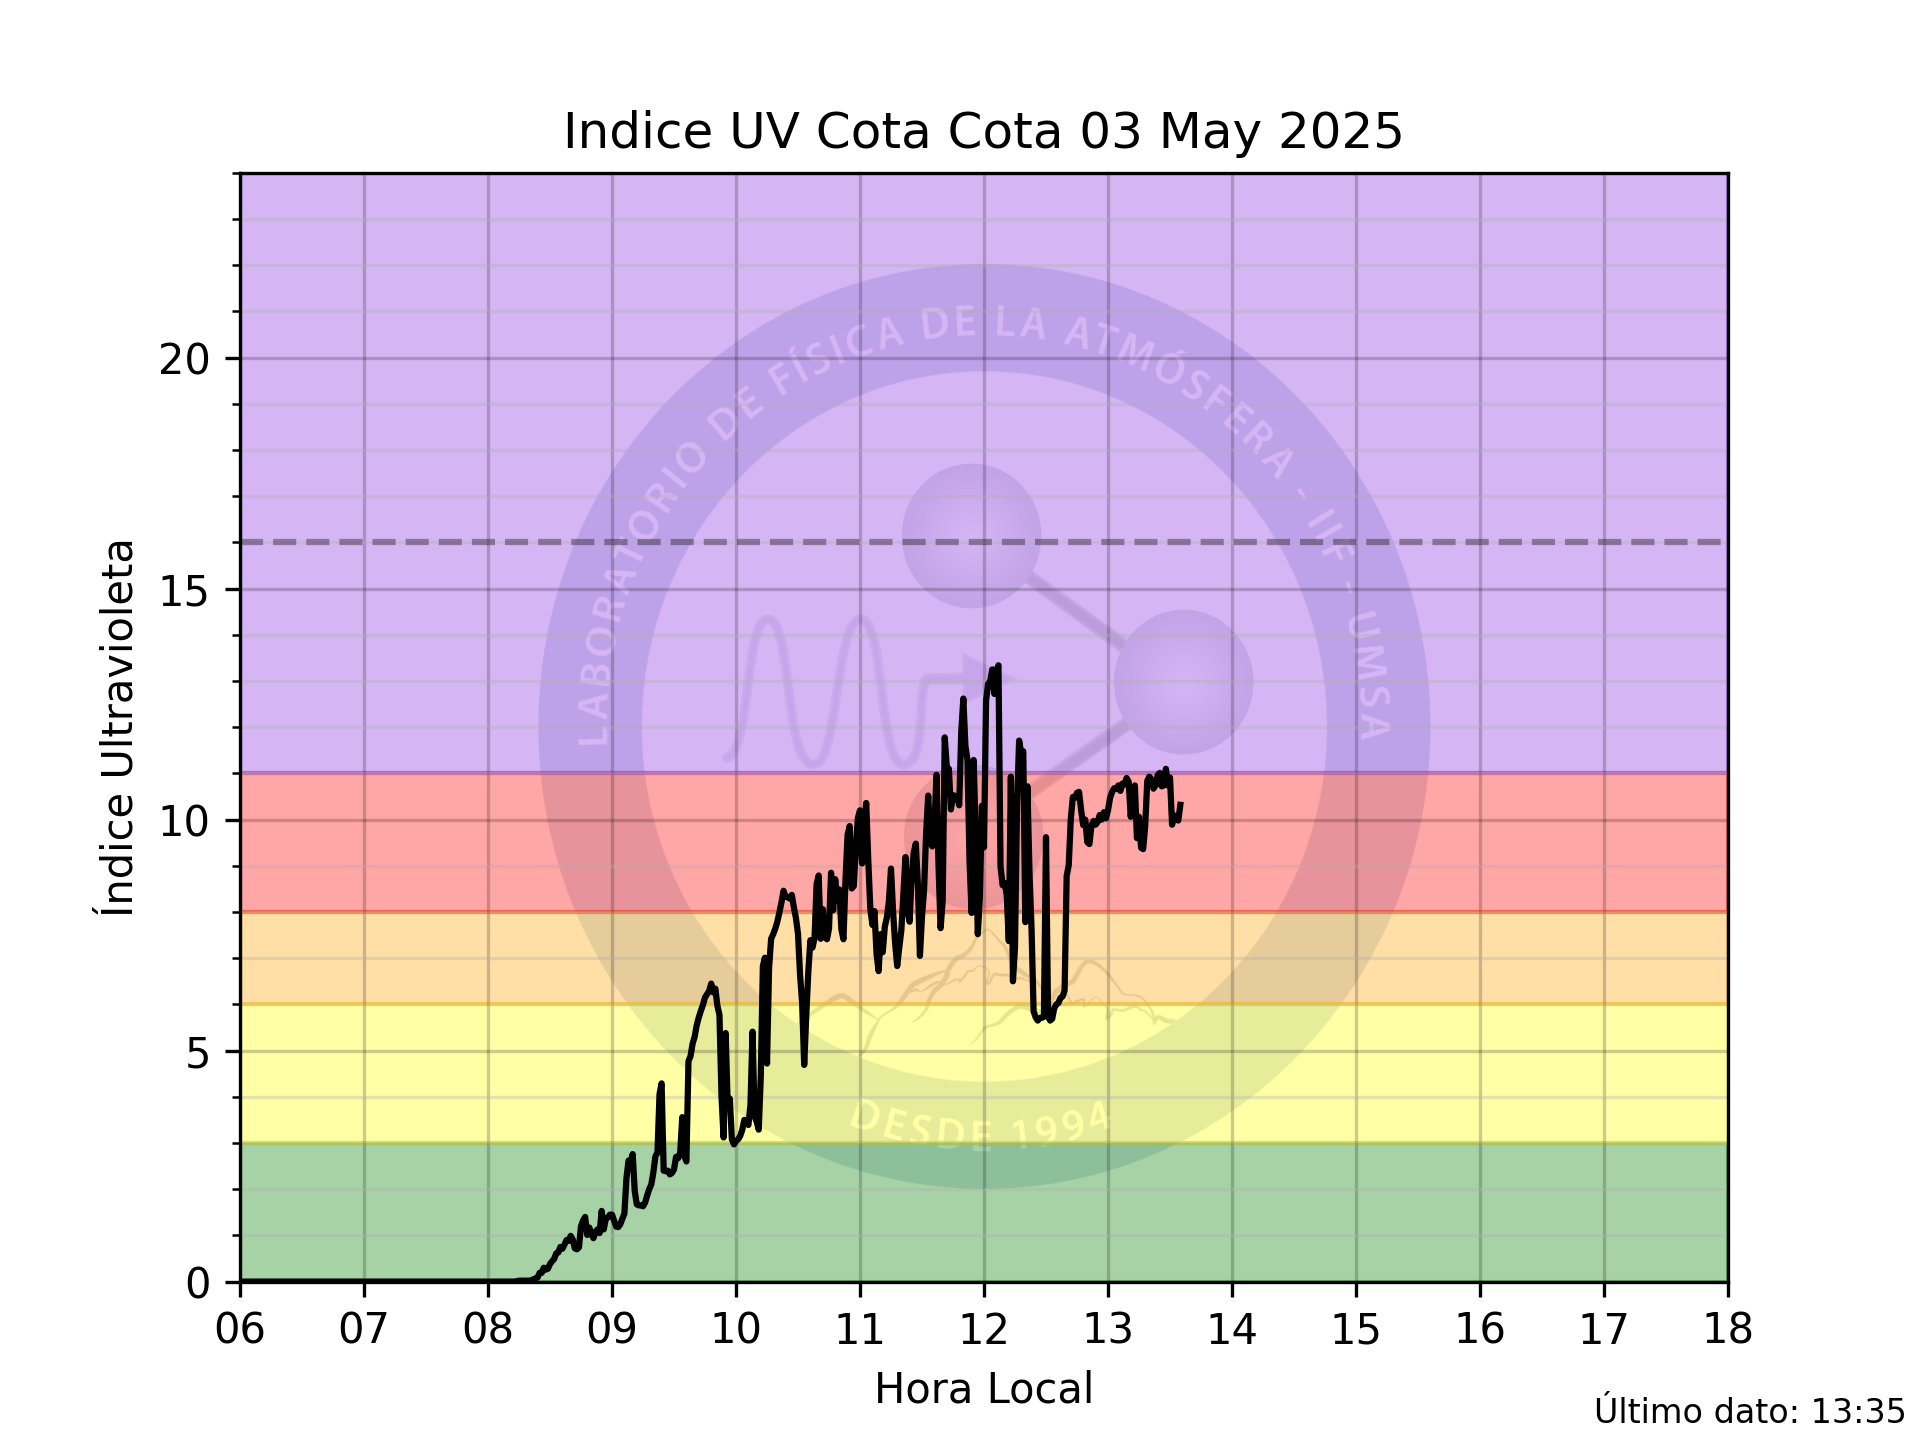 Indice UV Cota Cota 03 May 2025
LABORATORIO DE FÍSICA DE LA ATMÓSFERA - IIF - UMSA
DESDE 1994
Índice Ultravioleta
20
15
10
5
0
06 07 08 09 10 11 12 13 14 15 16 17 18
Hora Local
Último dato: 13:35